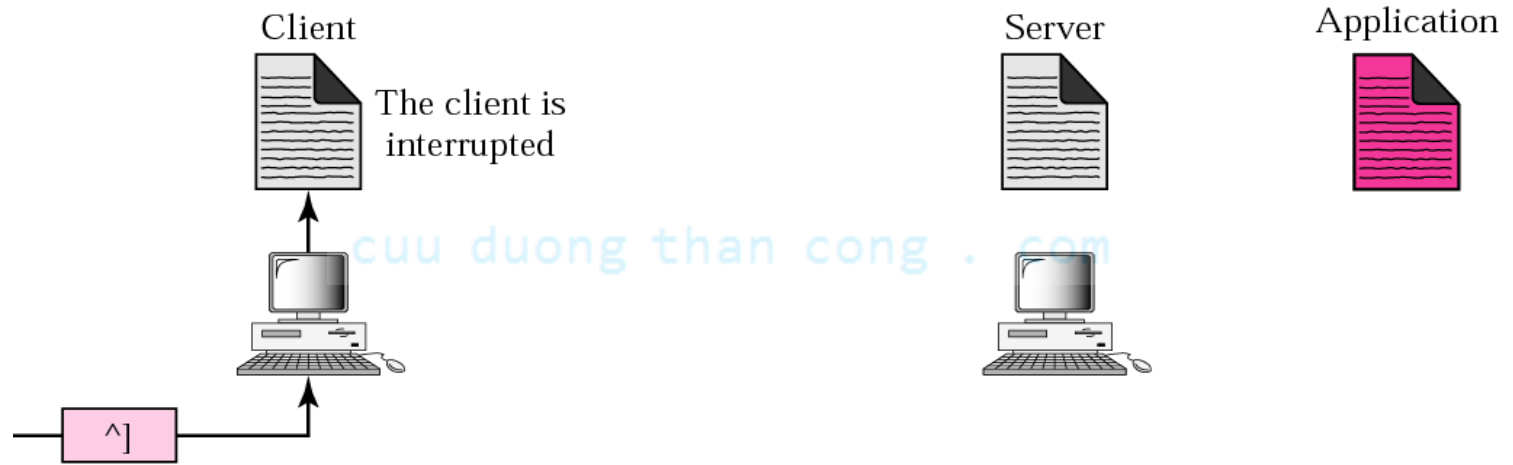 Client
Server
Application
The client is
interrupted
cuu duong than cong . com
^]